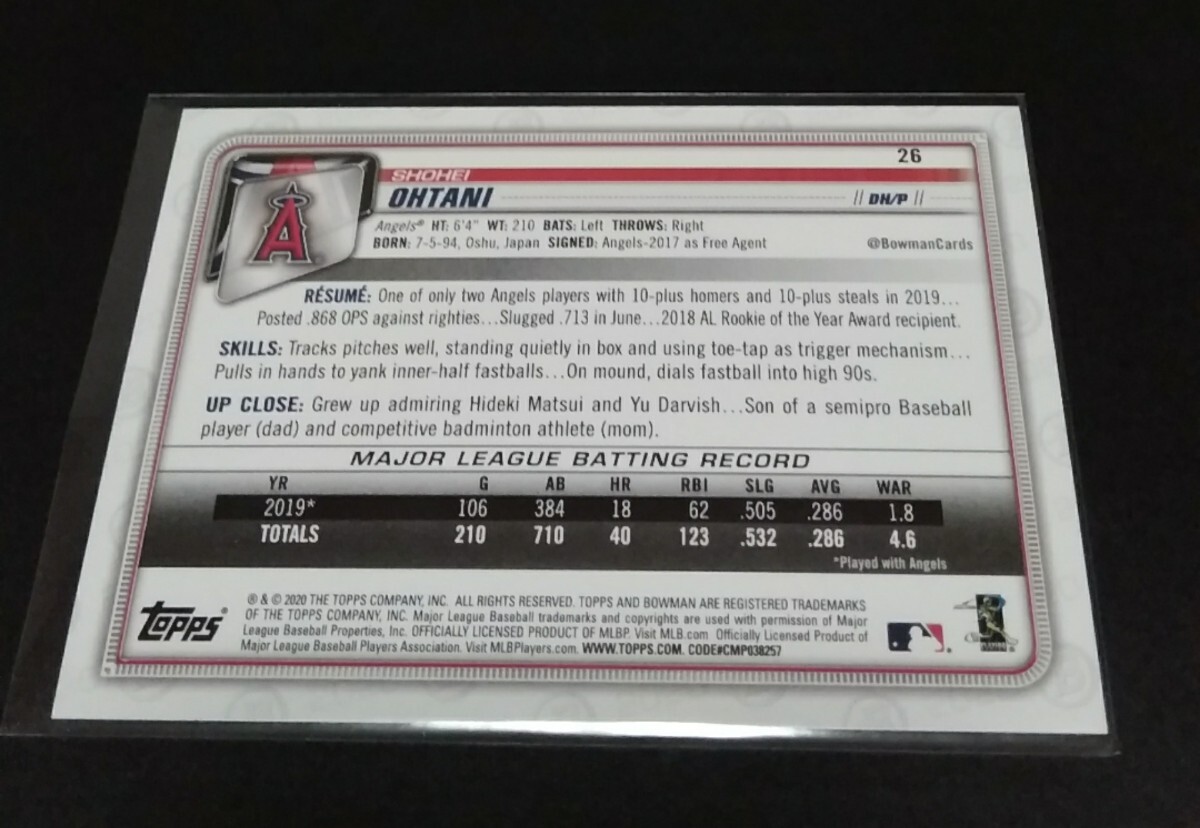 26
SHOHEI
OHTANI // DH/P //
Angels® HT: 6'4" WT: 210 BATS: Left THROWS: Right
BORN: 7-5-94, Oshu, Japan SIGNED: Angels-2017 as Free Agent @BowmanCards
A
RÉSUMÉ: One of only two Angels players with 10-plus homers and 10-plus steals in 2019...
Posted .868 OPS against righties...Slugged .713 in June...2018 AL Rookie of the Year Award recipient.
SKILLS: Tracks pitches well, standing quietly in box and using toe-tap as trigger mechanism...
Pulls in hands to yank inner-half fastballs...On mound, dials fastball into high 90s.
UP CLOSE: Grew up admiring Hideki Matsui and Yu Darvish...Son of a semipro Baseball
player (dad) and competitive badminton athlete (mom).
MAJOR LEAGUE BATTING RECORD
YR G AB HR RBI SLG AVG WAR
2019* 106 384 18 62 .505 .286 1.8
TOTALS 210 710 40 123 .532 .286 4.6
*Played with Angels
Topps®
® & © 2020 THE TOPPS COMPANY, INC. ALL RIGHTS RESERVED. TOPPS AND BOWMAN ARE REGISTERED TRADEMARKS
OF THE TOPPS COMPANY, INC. Major League Baseball trademarks and copyrights are used with permission of Major
League Baseball Properties, Inc. OFFICIALLY LICENSED PRODUCT OF MLBP. Visit MLB.com Officially Licensed Product of
Major League Baseball Players Association. Visit MLBPlayers.com. WWW.TOPPS.COM. CODE#CMP038257